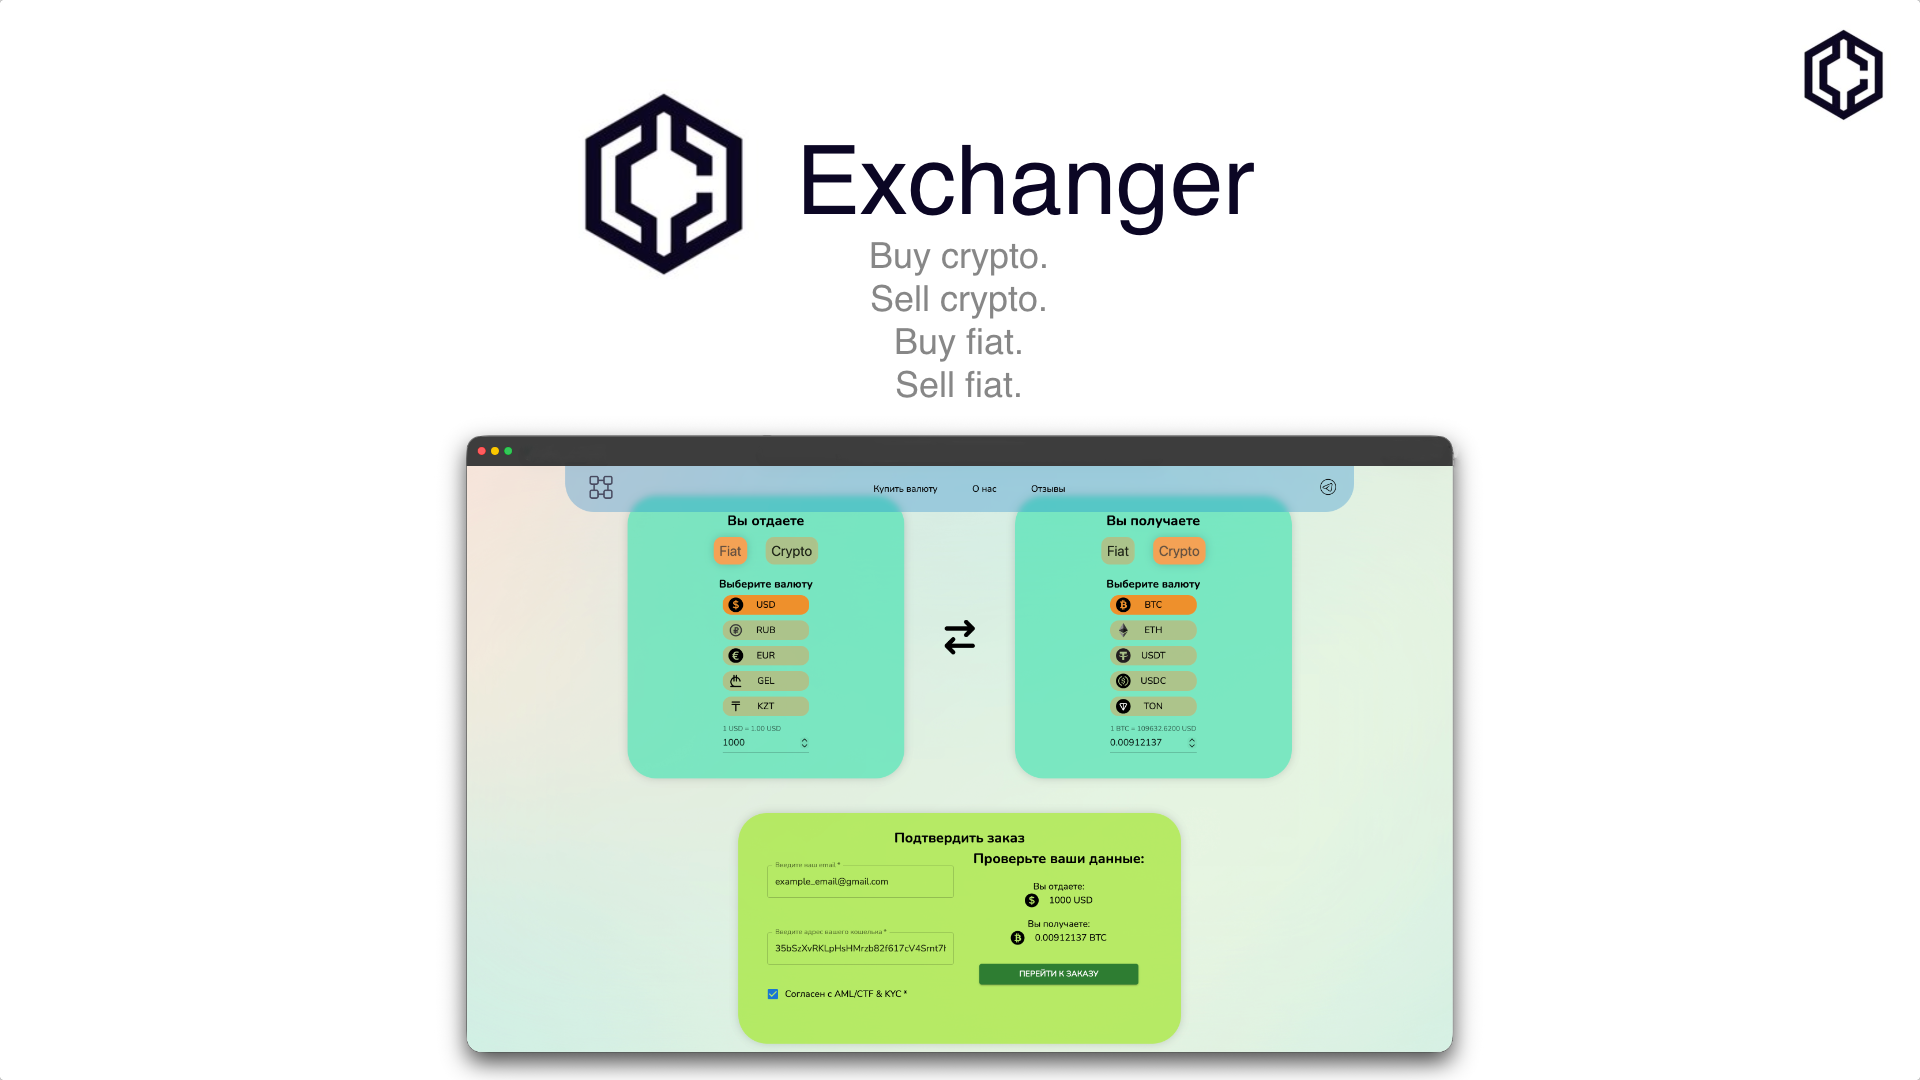 Exchanger
Buy crypto.
Sell crypto.
Buy fiat.
Sell fiat.
Купить валюту
О нас
Отзывы
Вы отдаете
Fiat
Crypto
Выберите валюту
USD
RUB
EUR
GEL
KZT
1 USD = 1.00 USD
1000
Вы получаете
Fiat
Crypto
Выберите валюту
BTC
ETH
USDT
USDC
TON
1 BTC = 109632.6200 USD
0.00912137
Подтвердить заказ
Введите ваш email *
example_email@gmail.com
Введите адрес вашего кошелька *
Согласен с AML/CTF & KYC *
Проверьте ваши данные:
Вы отдаете:
1000 USD
Вы получаете:
0.00912137 BTC
ПЕРЕЙТИ К ЗАКАЗУ